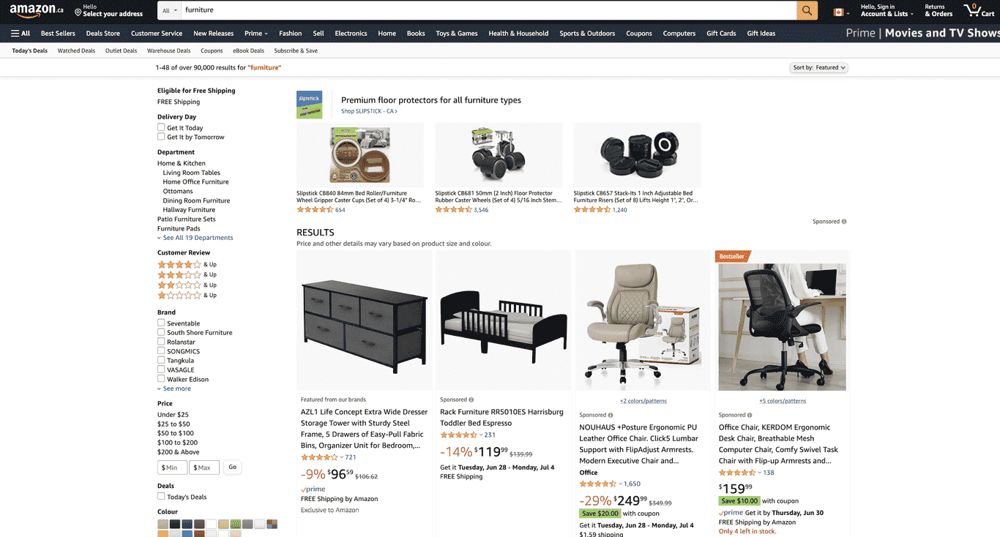 amazon.ca
Hello
Select your address
All
furniture
Hello, Sign in
Account & Lists
Returns
& Orders
0
Cart
All
Best Sellers
Deals Store
Customer Service
New Releases
Prime
Fashion
Sell
Electronics
Home
Books
Toys & Games
Health & Household
Sports & Outdoors
Coupons
Computers
Gift Cards
Gift Ideas
Prime | Movies and TV Shows
Today's Deals
Watched Deals
Outlet Deals
Warehouse Deals
Coupons
eBook Deals
Subscribe & Save
1-48 of over 90,000 results for "furniture"
Sort by: Featured
Eligible for Free Shipping
FREE Shipping
Delivery Day
Get It Today
Get It by Tomorrow
Department
Home & Kitchen
Living Room Tables
Home Office Furniture
Ottomans
Dining Room Furniture
Hallway Furniture
Patio Furniture Sets
Furniture Pads
See All 19 Departments
Customer Review
& Up
& Up
& Up
& Up
Brand
Seventable
South Shore Furniture
Rolanstar
SONGMICS
Tangkula
VASAGLE
Walker Edison
See more
Price
Under $25
$25 to $50
$50 to $100
$100 to $200
$200 & Above
$ Min
$ Max
Go
Deals
Today's Deals
Colour
Slipstick
Premium floor protectors for all furniture types
Shop SLIPSTICK - CA ›
Slipstick CB840 84mm Bed Roller/Furniture
Wheel Gripper Caster Cups (Set of 4) 3-1/4" Ro…
654
Slipstick CB681 50mm (2 Inch) Floor Protector
Rubber Caster Wheels (Set of 4) 5/16 Inch Stem…
3,546
Slipstick CB657 Stack-Its 1 Inch Adjustable Bed
Furniture Risers (Set of 8) Lifts Height 1", 2", Or…
1,240
Sponsored
RESULTS
Price and other details may vary based on product size and colour.
Featured from our brands
AZL1 Life Concept Extra Wide Dresser
Storage Tower with Sturdy Steel
Frame, 5 Drawers of Easy-Pull Fabric
Bins, Organizer Unit for Bedroom,…
721
-9% $96.59 $106.62
prime
FREE Shipping by Amazon
Exclusive to Amazon
Sponsored
Rack Furniture RR5010ES Harrisburg
Toddler Bed Espresso
231
-14% $119.99 $139.99
Get it Tuesday, Jun 28 - Monday, Jul 4
FREE Shipping
+2 colors/patterns
Sponsored
NOUHAUS +Posture Ergonomic PU
Leather Office Chair. Click5 Lumbar
Support with FlipAdjust Armrests.
Modern Executive Chair and…
Office
1,650
-29% $249.99 $349.99
Save $20.00 with coupon
Get it Tuesday, Jun 28 - Monday, Jul 4
$1.59 shipping
Bestseller
+5 colors/patterns
Sponsored
Office Chair, KERDOM Ergonomic
Desk Chair, Breathable Mesh
Computer Chair, Comfy Swivel Task
Chair with Flip-up Armrests and…
138
$159.99
Save $10.00 with coupon
prime Get it by Thursday, Jun 30
FREE Shipping by Amazon
Only 4 left in stock.